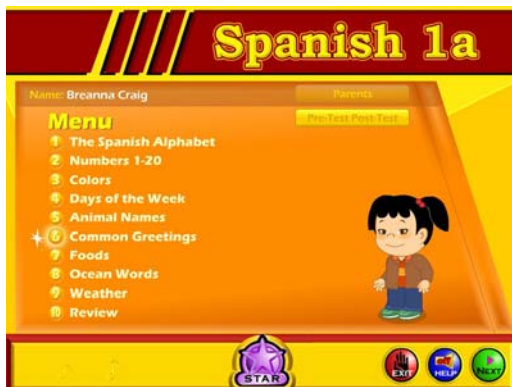 Spanish 1a
Name: Breanna Craig
Parents
Menu
Pre-Test Post-Test
1 The Spanish Alphabet
2 Numbers 1-20
3 Colors
4 Days of the Week
5 Animal Names
6 Common Greetings
7 Foods
8 Ocean Words
9 Weather
10 Review
STAR
EXIT
HELP
NEXT